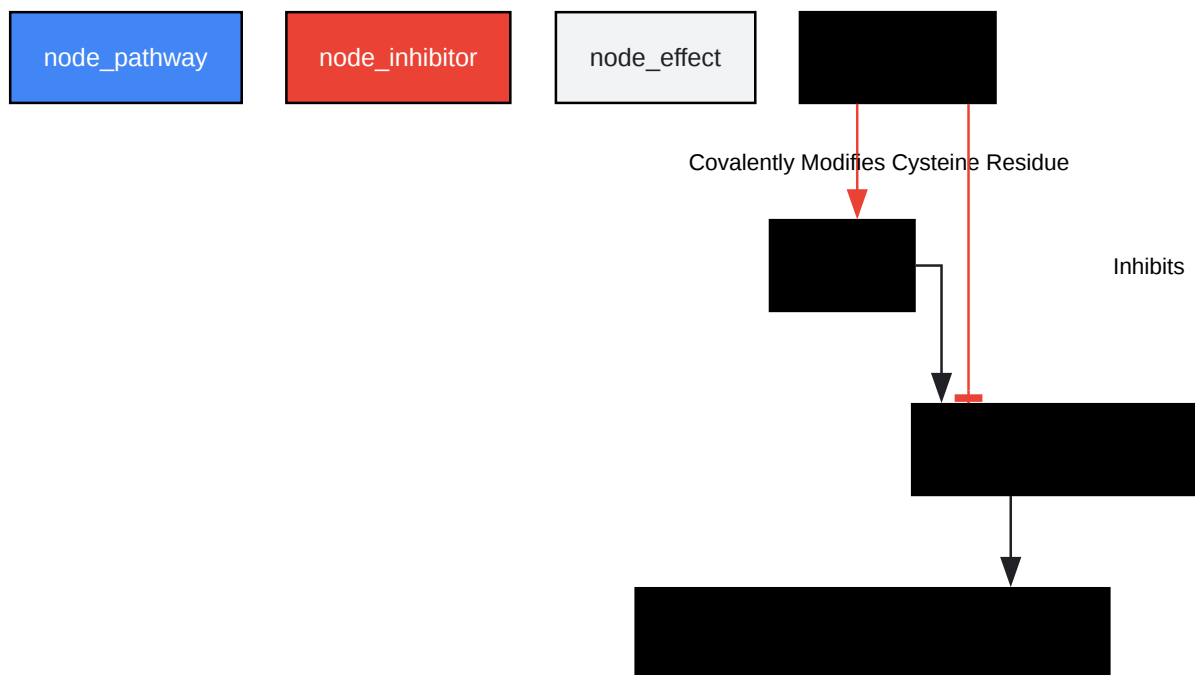 node_pathway
node_inhibitor
node_effect
Covalently Modifies Cysteine Residue
Inhibits